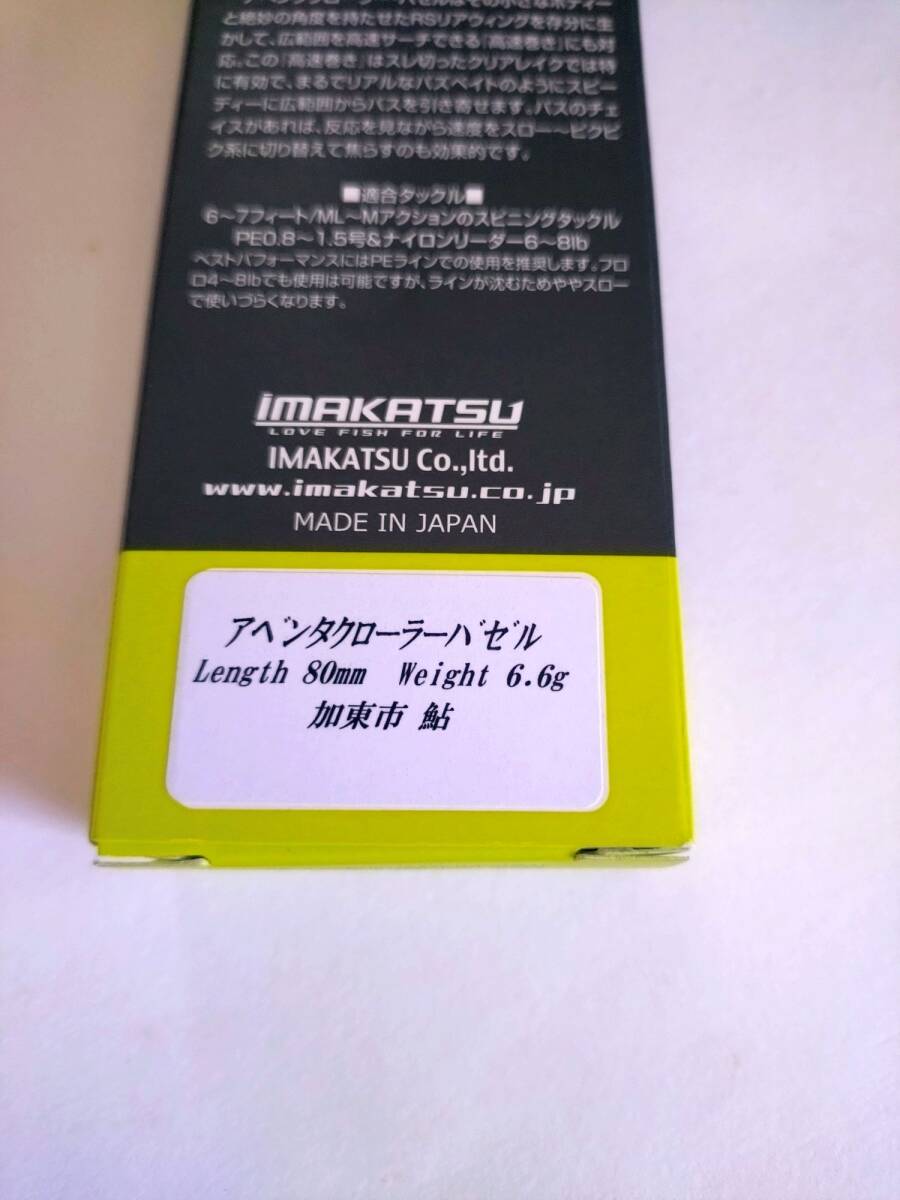 と絶妙の角度を持たせたRSリアウィングを存分に生
かして、広範囲を高速サーチできる「高速巻き」にも対
応。この「高速巻き」はスレ切ったクリアレイクでは特
に有効で、まるでリアルなバスベイトのようにスピー
ディーに広範囲からバスを引き寄せます。バスのチェ
イスがあれば、反応を見ながら速度をスロー〜ピクピ
ク系に切り替えて焦らすのも効果的です。
■適合タックル■
6〜7フィート/ML〜Mアクションのスピニングタックル
PE0.8〜1.5号&ナイロンリーダー6〜8lb
ベストパフォーマンスにはPEラインでの使用を推奨します。フロ
ロ4〜8lbでも使用は可能ですが、ラインが沈むためややスロー
で使いづらくなります。
IMAKATSU
LOVE FISH FOR LIFE
IMAKATSU Co.,ltd.
www.imakatsu.co.jp
MADE IN JAPAN
アベンタクローラーバゼル
Length 80mm Weight 6.6g
加東市 鮎